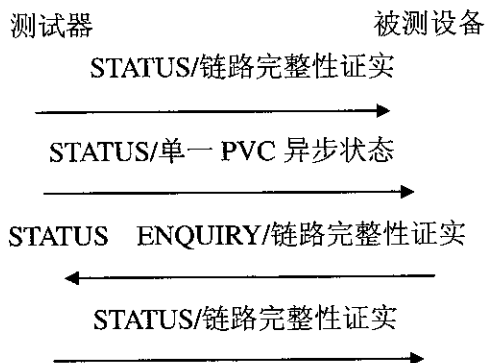 测试器 被测设备
STATUS/链路完整性证实
STATUS/单一 PVC 异步状态
STATUS ENQUIRY/链路完整性证实
STATUS/链路完整性证实